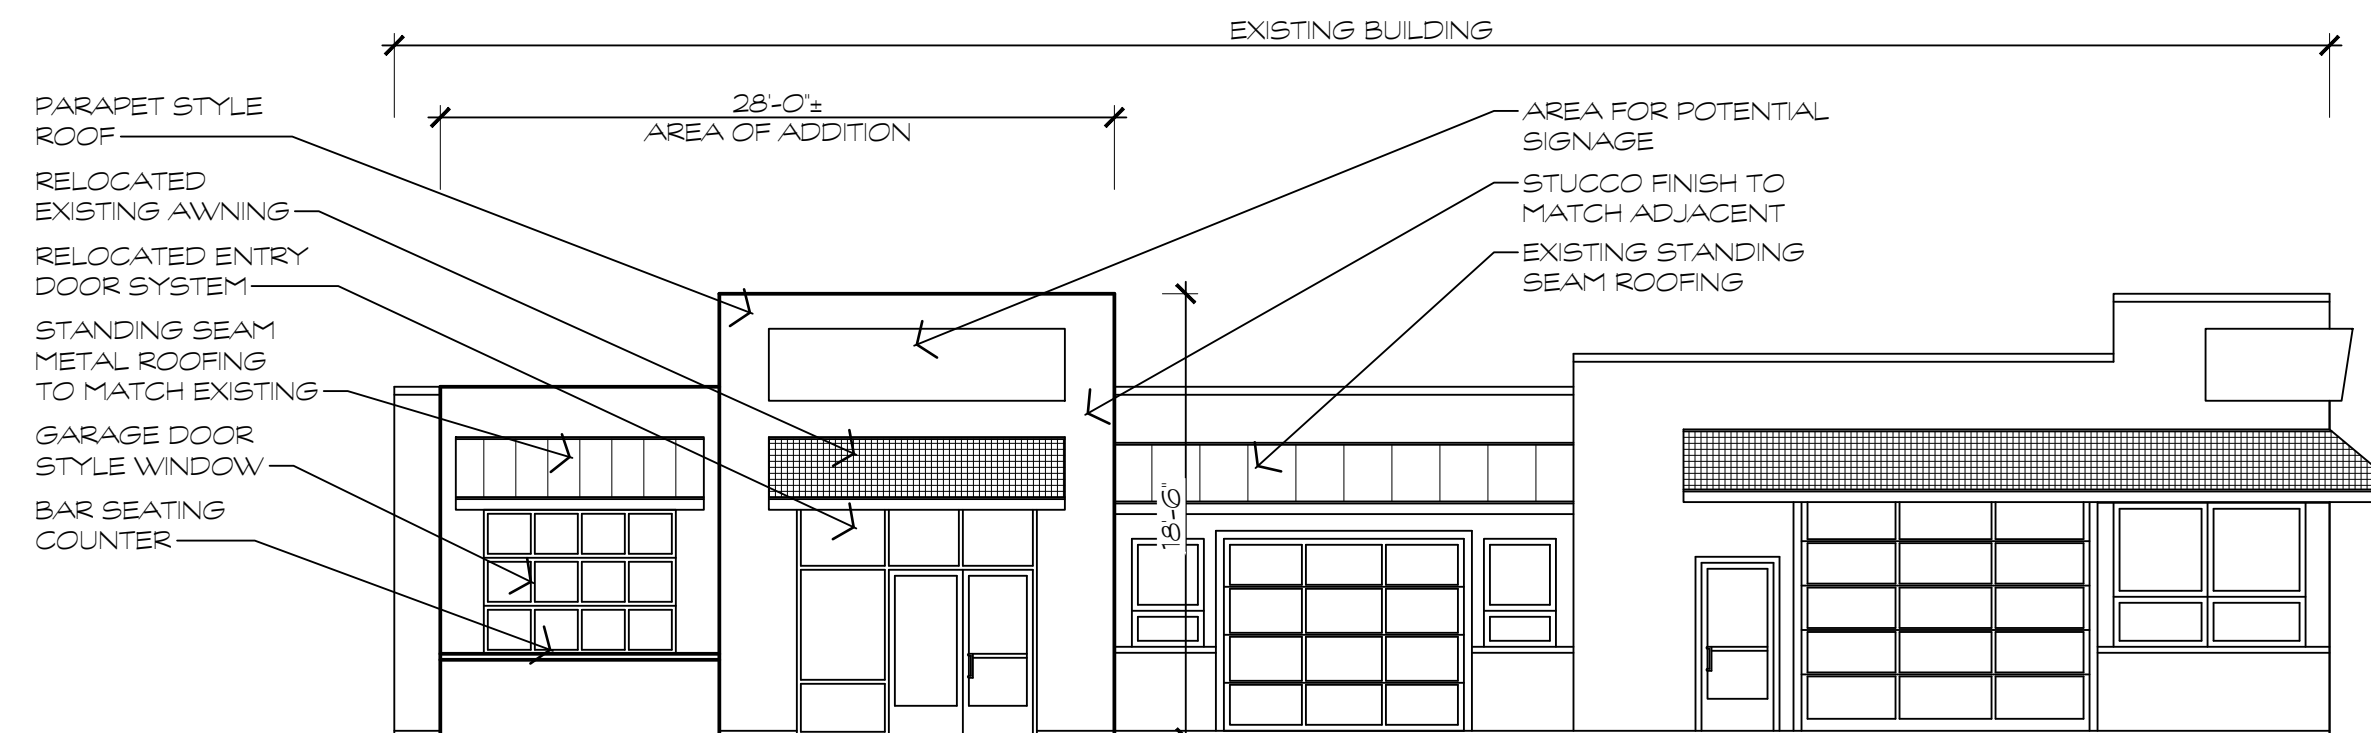 EXISTING BUILDING
28'-0"±
AREA OF ADDITION
PARAPET STYLE
ROOF
RELOCATED
EXISTING AWNING
RELOCATED ENTRY
DOOR SYSTEM
STANDING SEAM
METAL ROOFING
TO MATCH EXISTING
GARAGE DOOR
STYLE WINDOW
BAR SEATING
COUNTER
AREA FOR POTENTIAL
SIGNAGE
STUCCO FINISH TO
MATCH ADJACENT
EXISTING STANDING
SEAM ROOFING
18'-6"